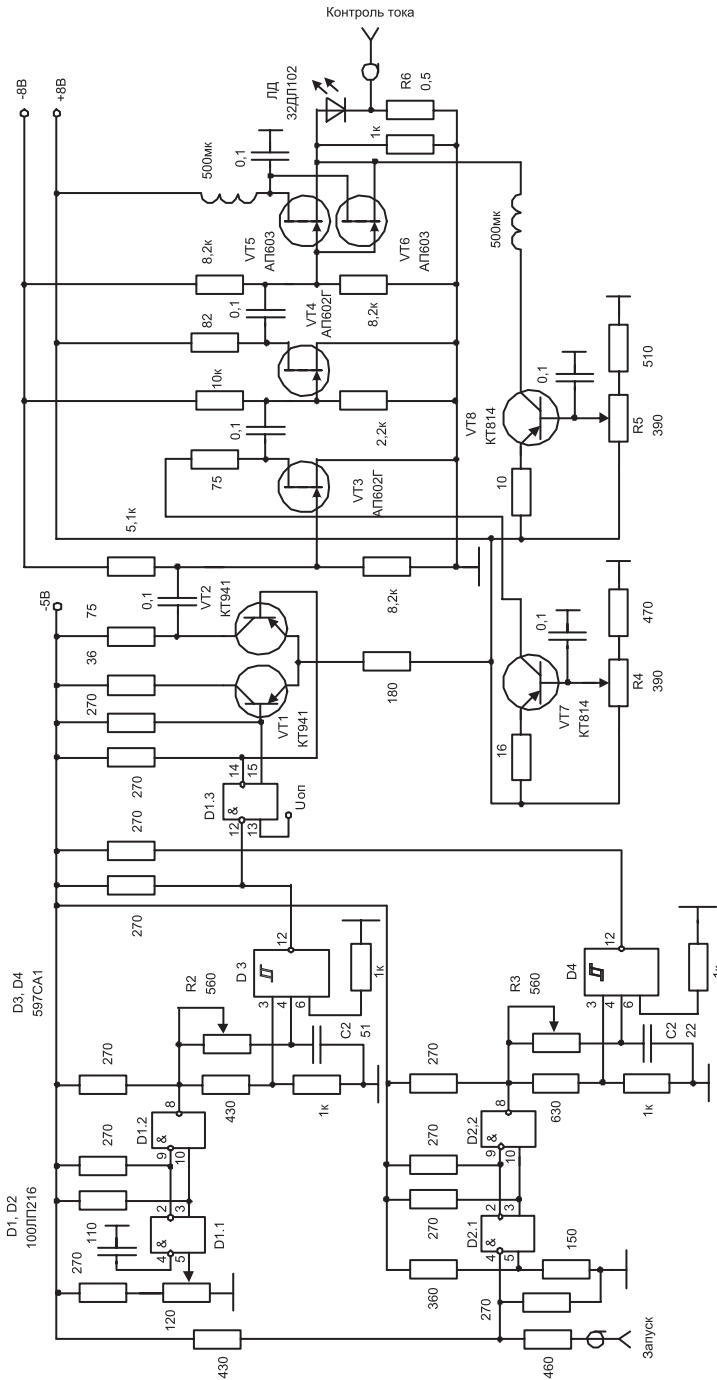 Контроль тока
-8В
+8В
ЛД
32ДЛ102
R6
0,5
1к
0,1
500мк
VT5
АП603
VT6
АП603
500мк
8,2к
8,2к
0,1
VT4
АП602Г
82
10к
0,1
2,2к
75
VT3
АП602Г
VT8
КТ814
10
0,1
510
R5
390
5,1к
8,2к
-5В
75
0,1
VT2
КТ941
36
270
VT1
КТ941
180
VT7
КТ814
16
0,1
470
R4
390
270
14
15
D1.3
&
12
13
Uоп
270
270
D3, D4
597СА1
12
D 3
3
4
6
1к
R2
560
C2
51
270
430
1к
8
D1.2
&
9
10
270
D1, D2
100ЛП216
2
3
D1.1
&
4
5
110
270
120
430
12
D4
3
4
6
1к
R3
560
C2
22
270
630
1к
8
D2,2
&
9
10
270
270
2
3
D2.1
&
4
5
150
360
270
460
Запуск